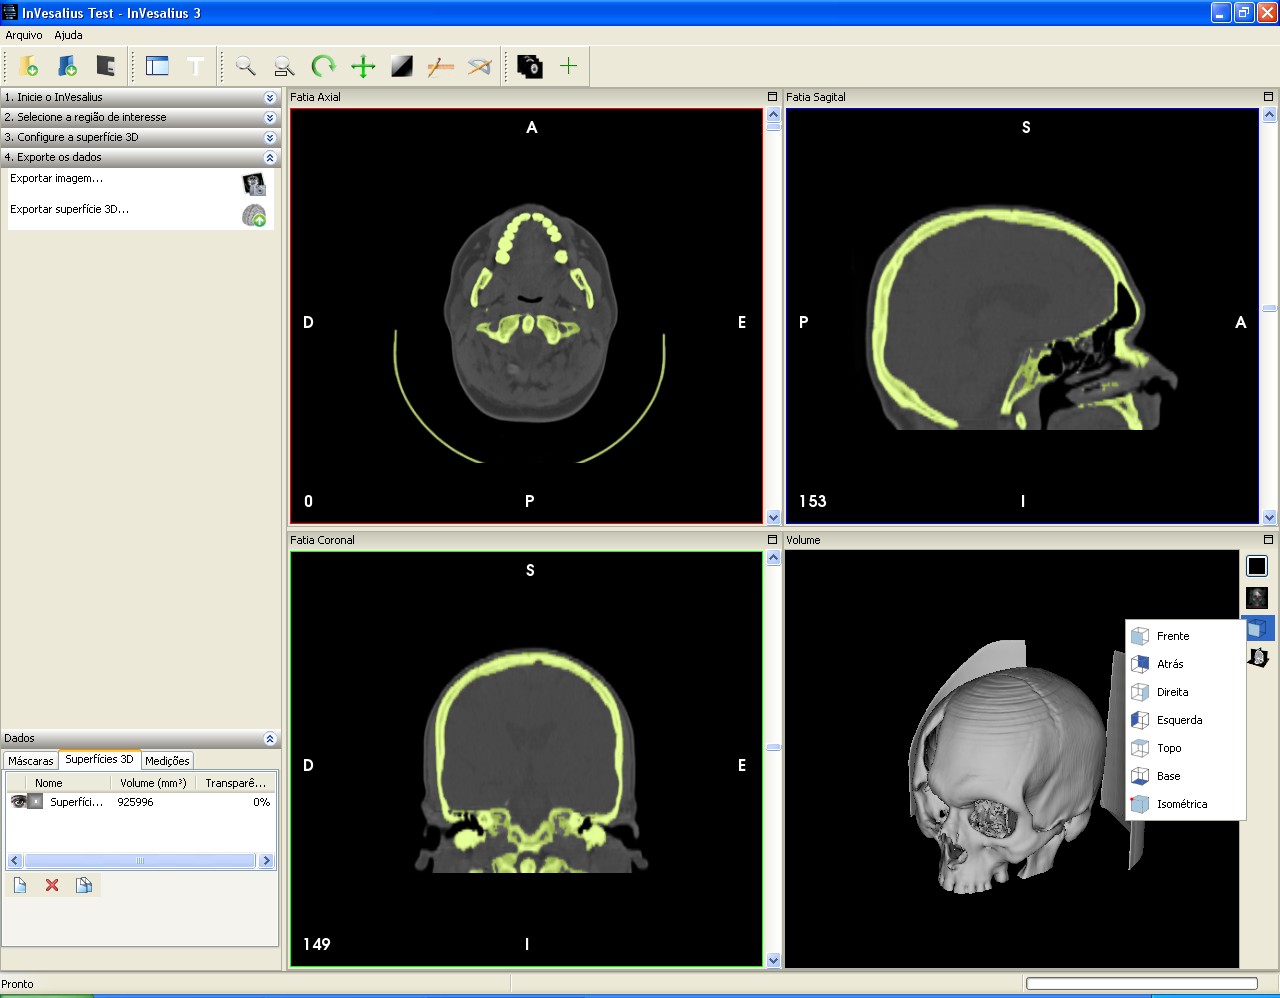 InVesalius Test - InVesalius 3
Arquivo Ajuda
1. Inicie o InVesalius
2. Selecione a região de interesse
3. Configure a superfície 3D
4. Exporte os dados
Exportar imagem...
Exportar superfície 3D...
Dados
Máscaras Superfícies 3D Medições
Nome Volume (mm³) Transparê...
Superfíci... 925996 0%
Fatia Axial
A
D E
0 P
Fatia Sagital
S
P A
153 I
Fatia Coronal
S
D E
149 I
Volume
Frente
Atrás
Direita
Esquerda
Topo
Base
Isométrica
Pronto